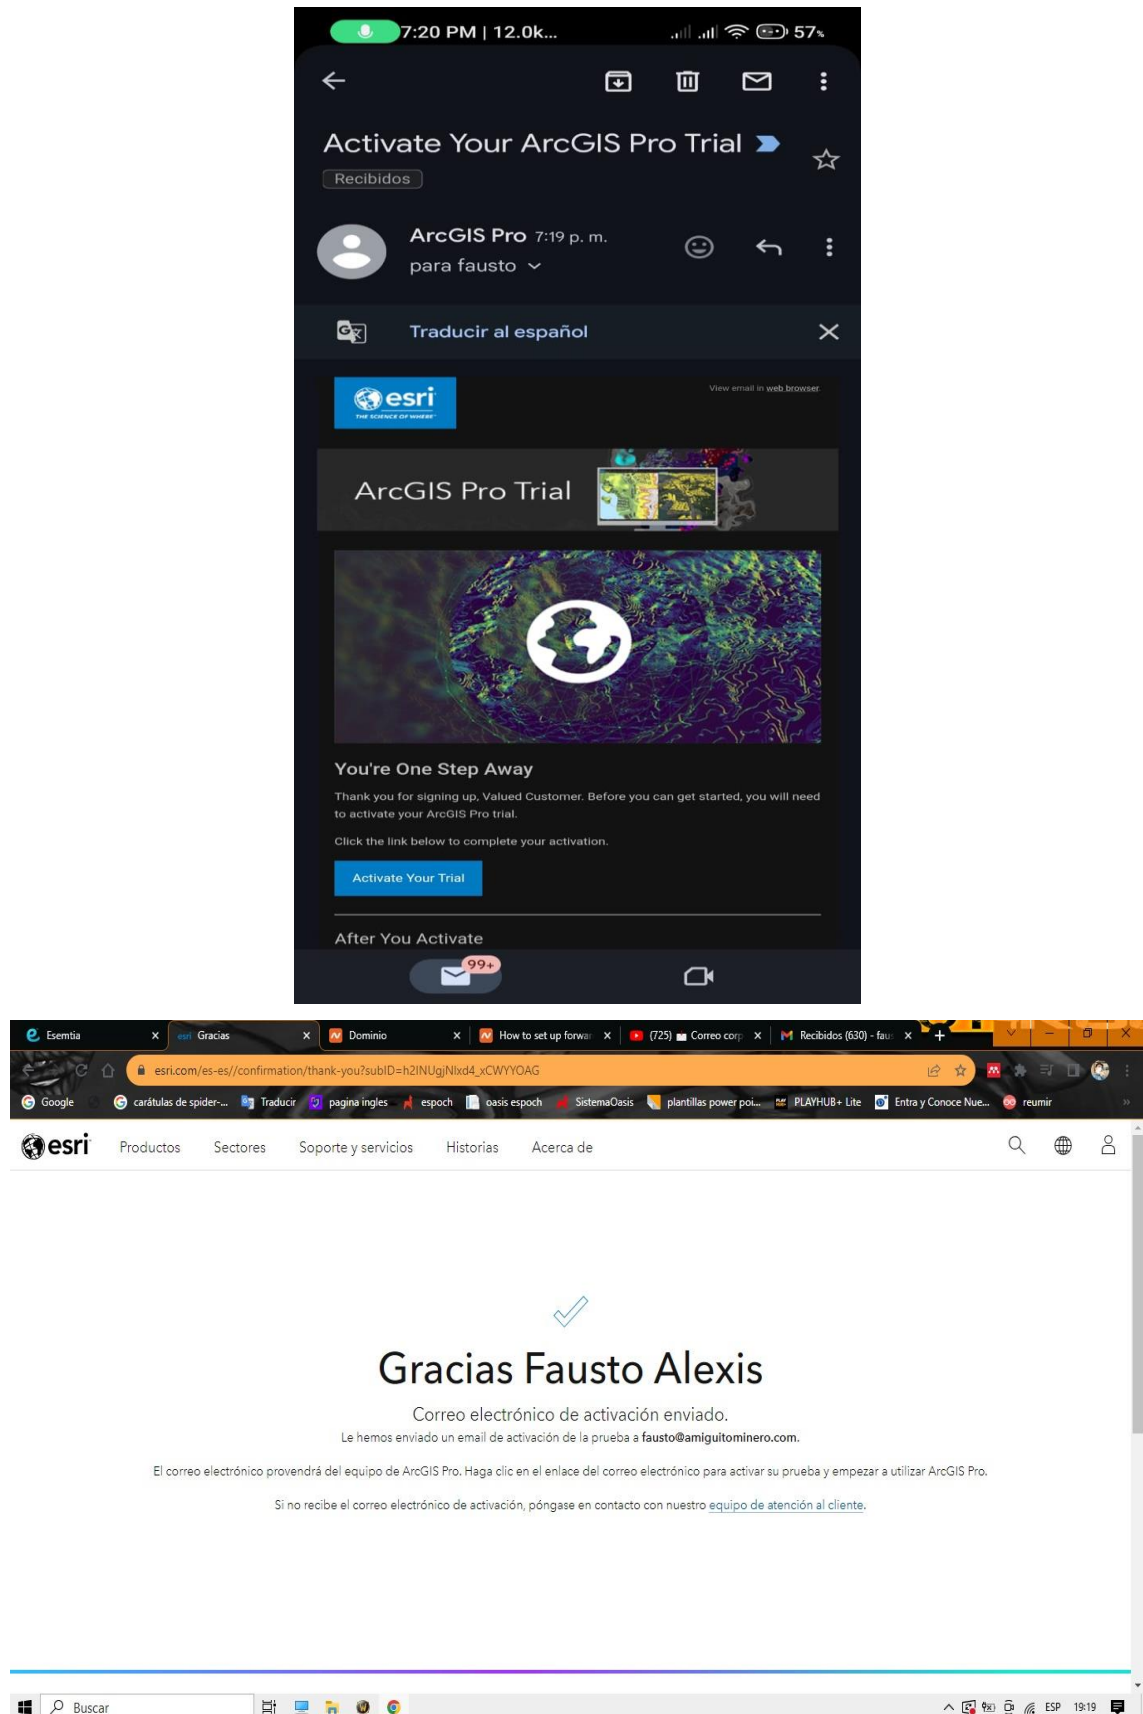 7:20 PM | 12.0k...
57%
Activate Your ArcGIS Pro Trial
Recibidos
ArcGIS Pro 7:19 p. m.
para fausto
Traducir al español
esri
THE SCIENCE OF WHERE
View email in web browser.
ArcGIS Pro Trial
You're One Step Away
Thank you for signing up, Valued Customer. Before you can get started, you will need
to activate your ArcGIS Pro trial.
Click the link below to complete your activation.
Activate Your Trial
After You Activate
99+
Esemtia
esri Gracias
Dominio
How to set up forwar
(725) Correo corp
Recibidos (630) - faus
esri.com/es-es//confirmation/thank-you?subID=h2INUgjNlxd4_xCWYYOAG
Google
carátulas de spider-...
Traducir
pagina ingles
espoch
oasis espoch
SistemaOasis
plantillas power poi...
PLAYHUB+ Lite
Entra y Conoce Nue...
reumir
esri
Productos
Sectores
Soporte y servicios
Historias
Acerca de
Gracias Fausto Alexis
Correo electrónico de activación enviado.
Le hemos enviado un email de activación de la prueba a fausto@amiguitominero.com.
El correo electrónico provendrá del equipo de ArcGIS Pro. Haga clic en el enlace del correo electrónico para activar su prueba y empezar a utilizar ArcGIS Pro.
Si no recibe el correo electrónico de activación, póngase en contacto con nuestro equipo de atención al cliente.
Buscar
ESP
19:19